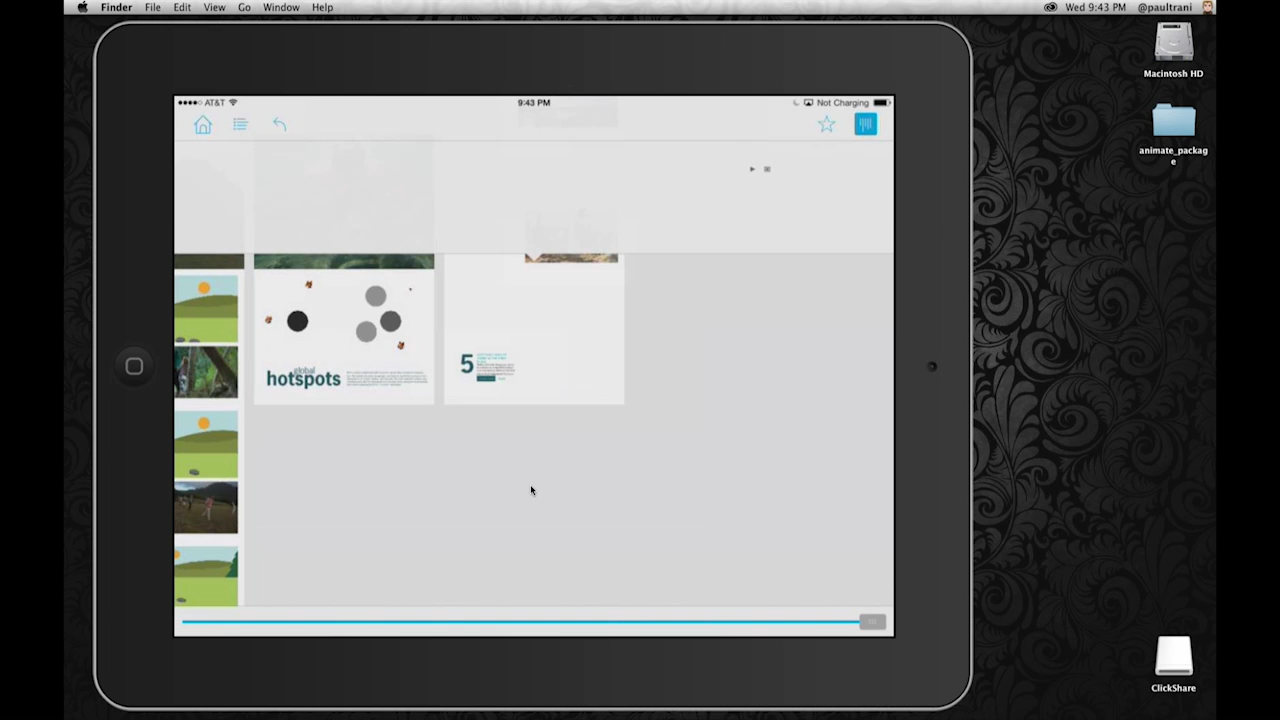 Finder File Edit View Go Window Help Wed 9:43 PM @paultrani
Macintosh HD
animate_packag
e
AT&T 9:43 PM Not Charging
global
hotspots
5
ClickShare